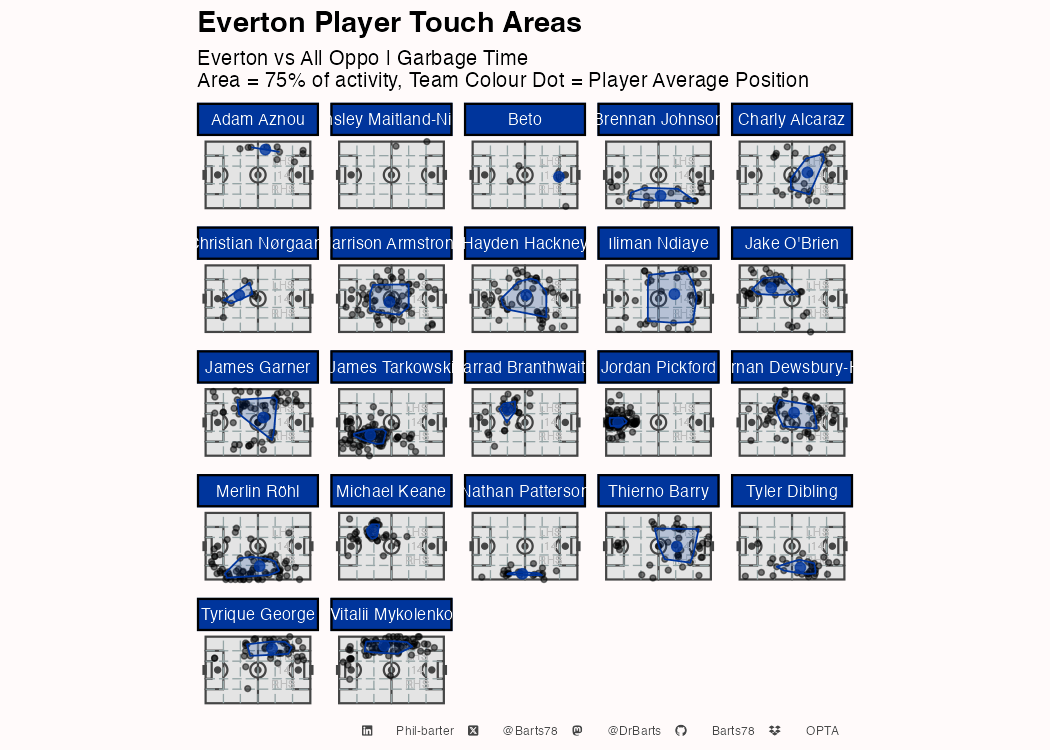 Everton Player Touch Areas
Everton vs All Oppo | Garbage Time
Area = 75% of activity, Team Colour Dot = Player Average Position
Adam Aznou nsley Maitland-Ni Beto Brennan Johnson Charly Alcaraz
Christian Nørgaar arrison Armstron Hayden Hackney Iliman Ndiaye Jake O'Brien
James Garner James Tarkowski arrad Branthwait Jordan Pickford rnan Dewsbury-H
Merlin Röhl Michael Keane Nathan Patterson Thierno Barry Tyler Dibling
Tyrique George Vitalii Mykolenko
Phil-barter @Barts78 @DrBarts Barts78 OPTA